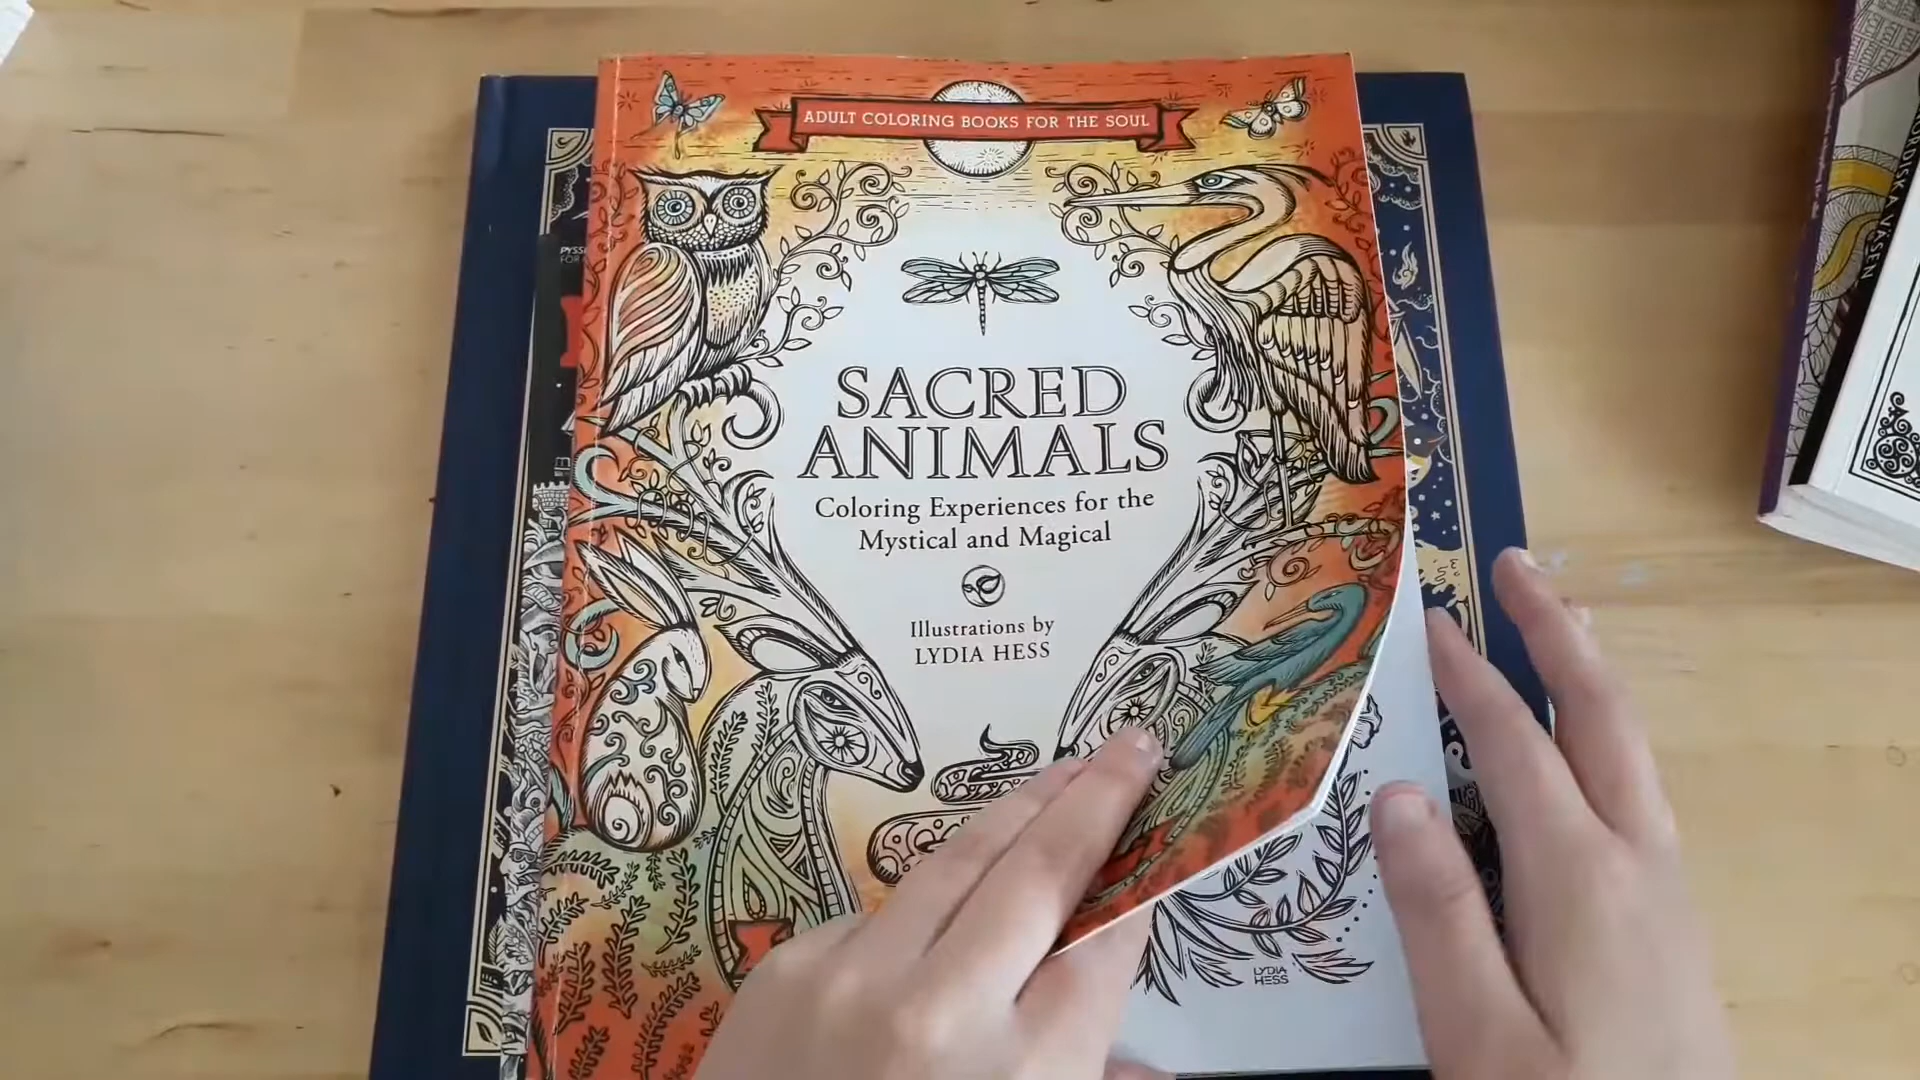 ADULT COLORING BOOKS FOR THE SOUL
SACRED
ANIMALS
Coloring Experiences for the
Mystical and Magical
Illustrations by
LYDIA HESS
LYDIA
HESS